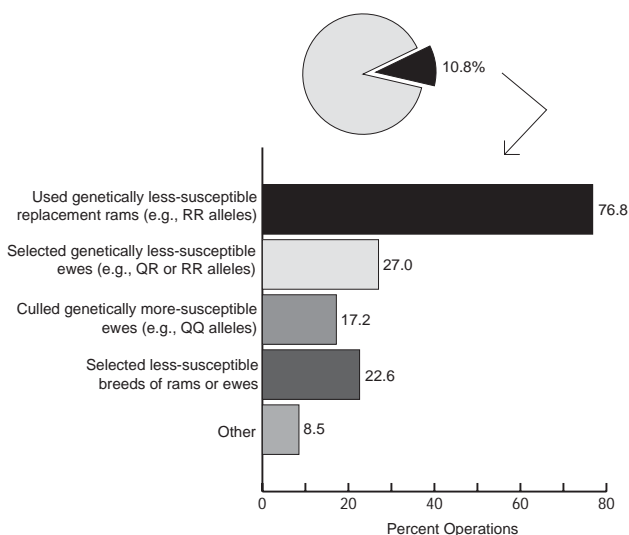 10.8%
Used genetically less-susceptible
replacement rams (e.g., RR alleles)
76.8
Selected genetically less-susceptible
ewes (e.g., QR or RR alleles)
27.0
Culled genetically more-susceptible
ewes (e.g., QQ alleles)
17.2
Selected less-susceptible
breeds of rams or ewes
22.6
Other
8.5
0 20 40 60 80
Percent Operations